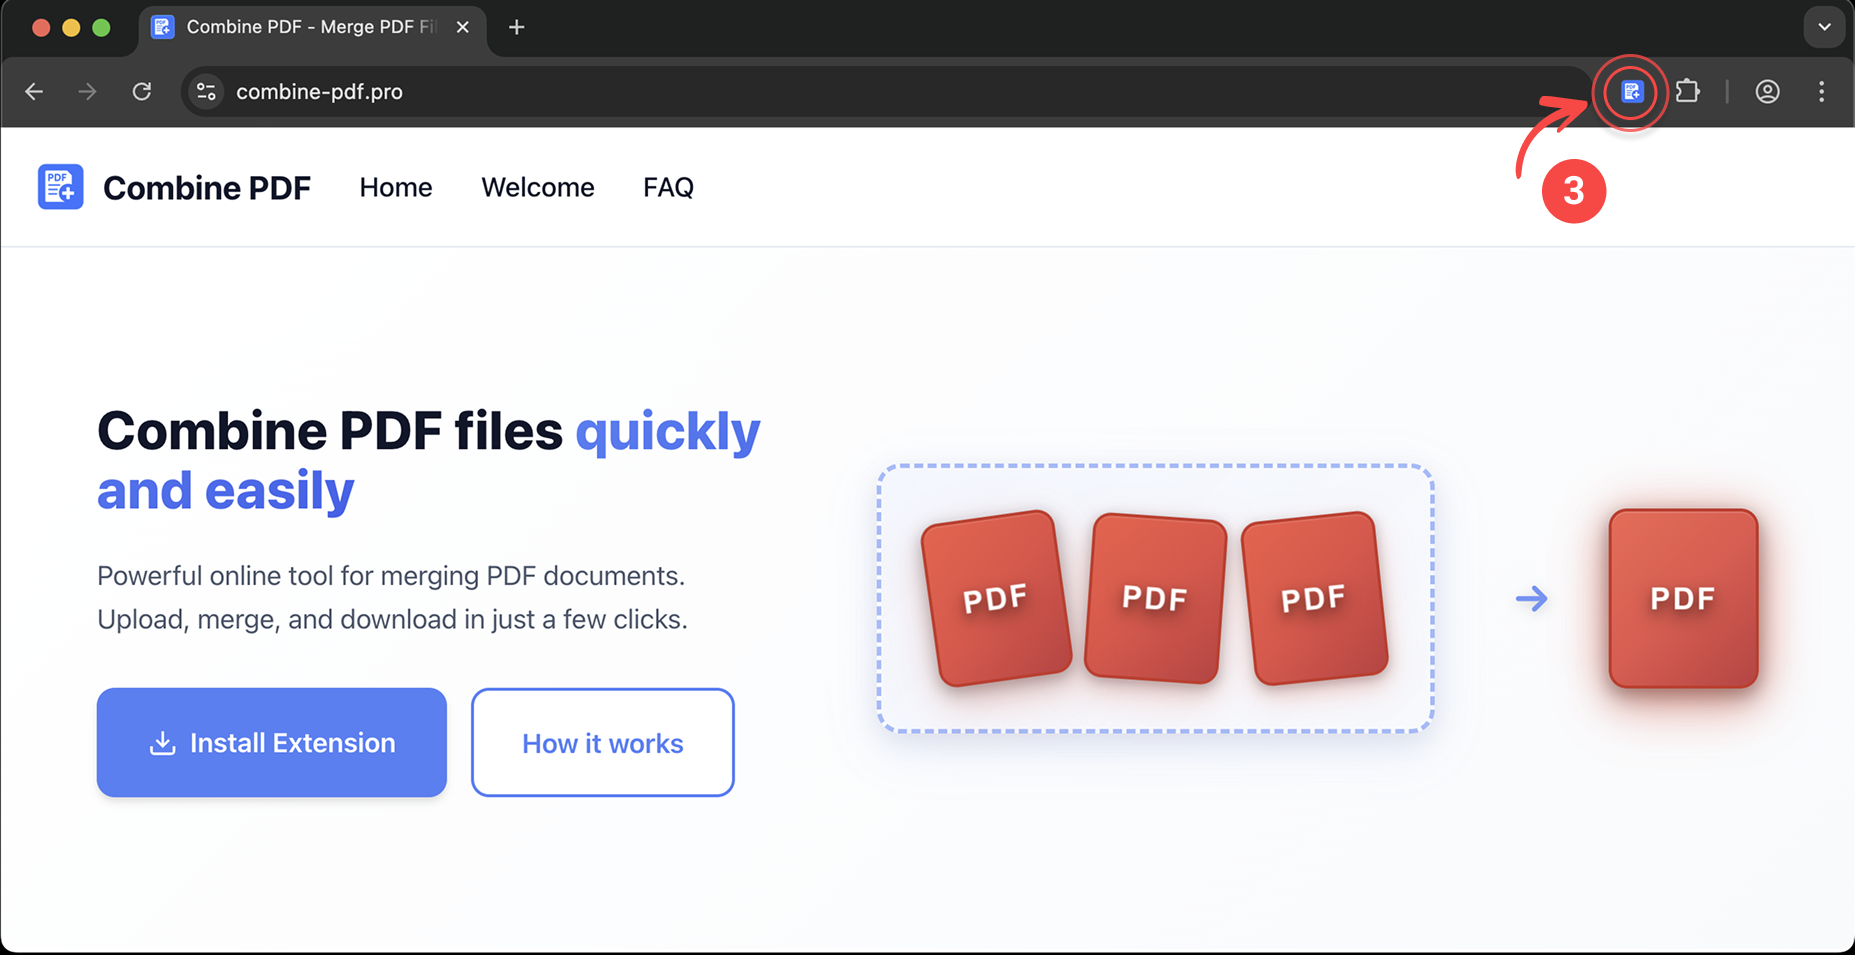 Combine PDF - Merge PDF Fi
combine-pdf.pro
3
PDF
Combine PDF
Home
Welcome
FAQ
Combine PDF files quickly
and easily
Powerful online tool for merging PDF documents.
Upload, merge, and download in just a few clicks.
Install Extension
How it works
PDF
PDF
PDF
PDF